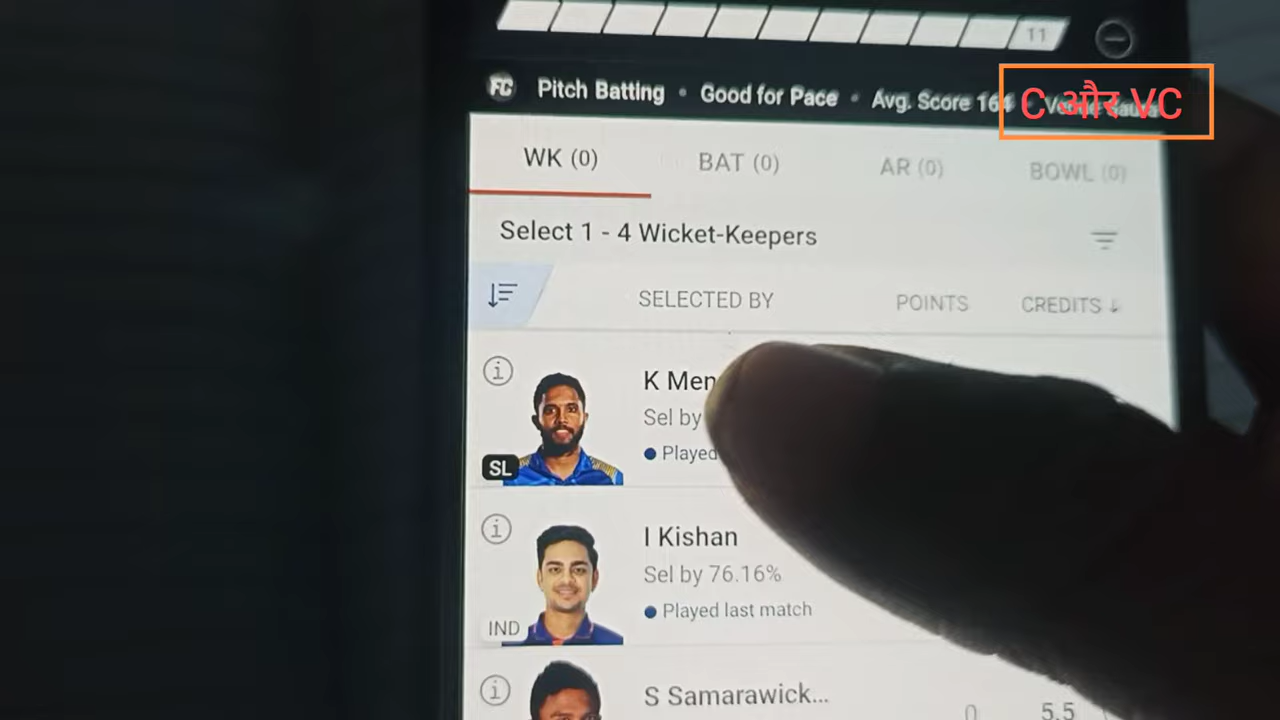 11
FC Pitch Batting • Good for Pace • Avg. Score 164
C और VC
WK (0) BAT (0) AR (0) BOWL (0)
Select 1 - 4 Wicket-Keepers
SELECTED BY POINTS CREDITS ↓
K Men
Sel by
Played
SL
I Kishan
Sel by 76.16%
Played last match
IND
S Samarawick...
0 5.5